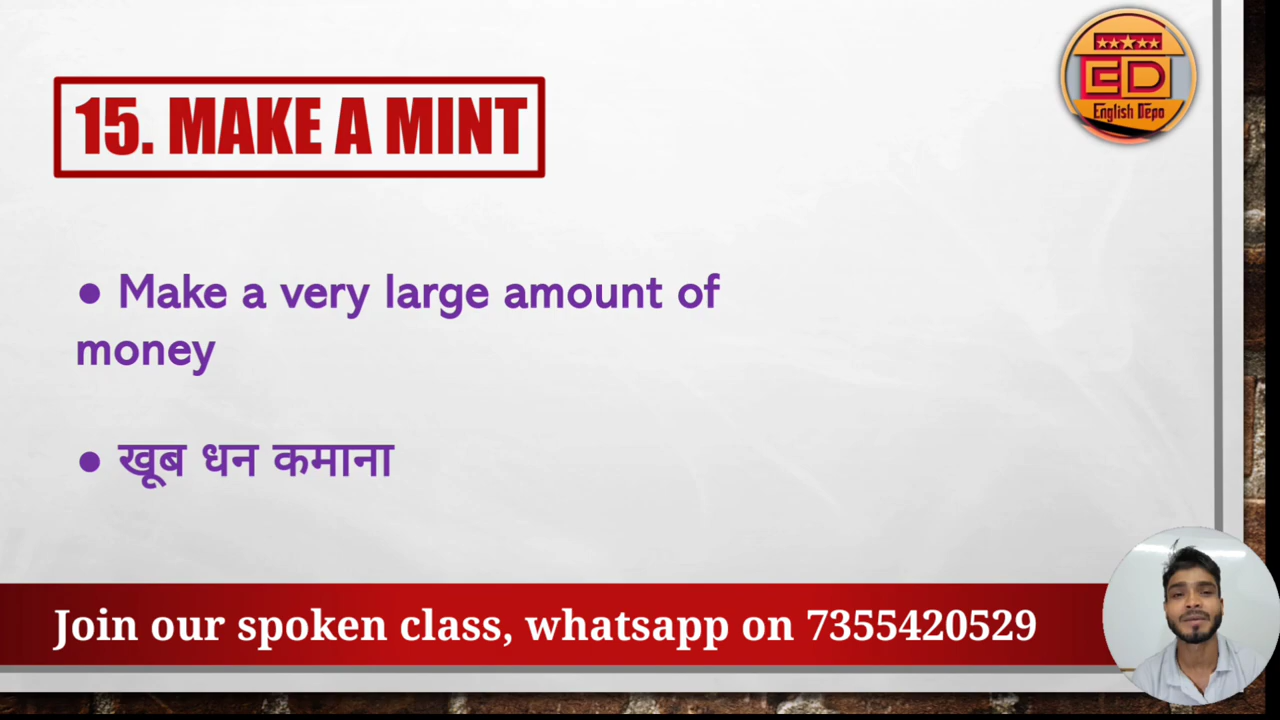 15. MAKE A MINT
ED
English Depo
● Make a very large amount of
money
● खूब धन कमाना
Join our spoken class, whatsapp on 7355420529